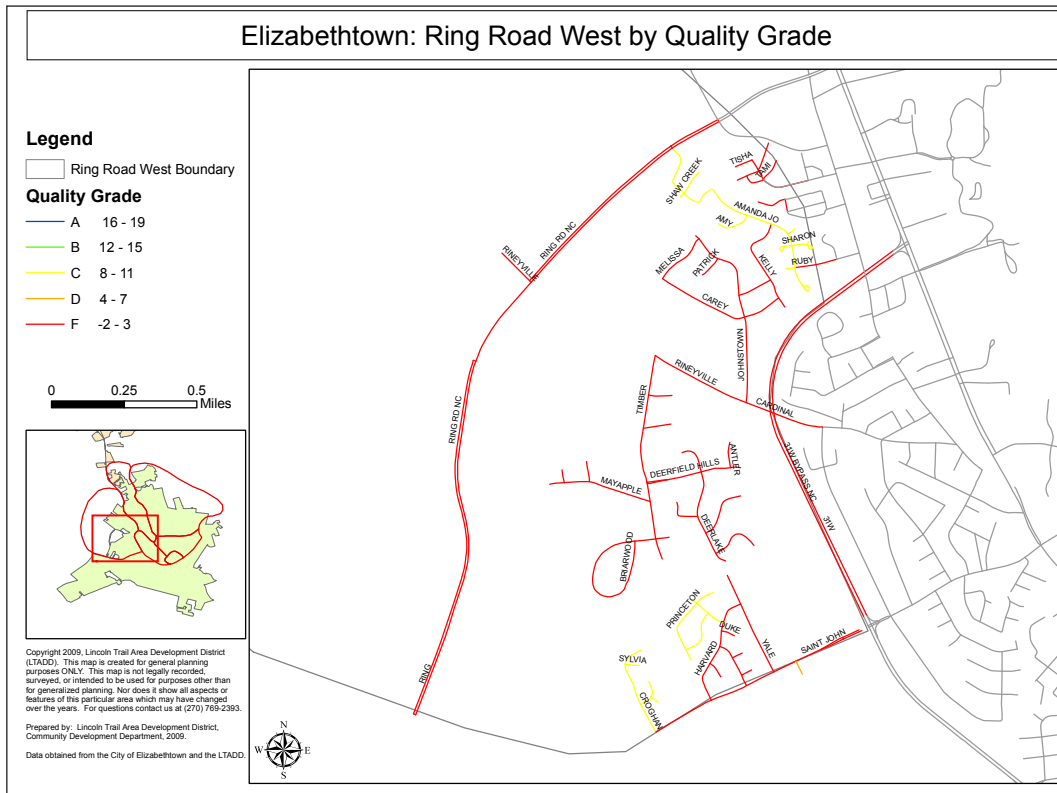 Elizabethtown: Ring Road West by Quality Grade
Legend
Ring Road West Boundary
Quality Grade
A 16 - 19
B 12 - 15
C 8 - 11
D 4 - 7
F -2 - 3
0 0.25 0.5
Miles
Copyright 2009, Lincoln Trail Area Development District
(LTADD). This map is created for general planning
purposes ONLY. This map is not legally recorded,
surveyed, or intended to be used for purposes other than
for generalized planning. Nor does it show all aspects or
features of this particular area which may have changed
over the years. For questions contact us at (270) 769-2393.
Prepared by: Lincoln Trail Area Development District,
Community Development Department, 2009.
Data obtained from the City of Elizabethtown and the LTADD.
N
W E
S
TISHA
TAMI
SHAW CREEK
AMANDA JO
AMY
SHARON
RUBY
KELLY
MELISSA
PATRICK
CAREY
RING RD NC
RINEYVILLE
JOHNSTOWN
RINEYVILLE
CARDINAL
TIMBER
RING RD NC
ANTLER
DEERFIELD HILLS
MAYAPPLE
31W BYPASS NC
31W
DEERLAKE
BRIARWOOD
PRINCETON
DUKE
HARVARD
YALE
SAINT JOHN
SYLVIA
CROGHAN
RING